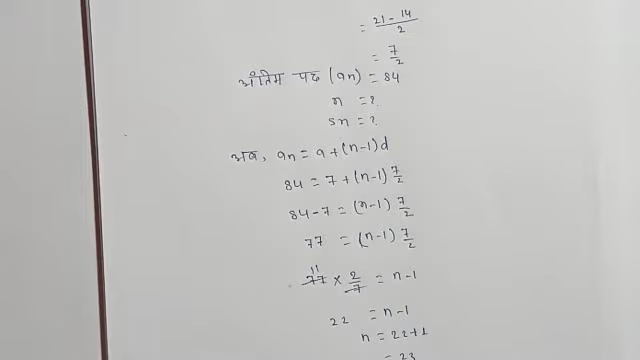 = 21 - 14 / 2
= 7/2
अंतिम पद (an) = 84
n = ?
Sn = ?
अब, an = a + (n-1)d
84 = 7 + (n-1) 7/2
84 - 7 = (n-1) 7/2
77 = (n-1) 7/2
11 77 × 2/7 = n-1
22 = n-1
n = 22+1
= 23